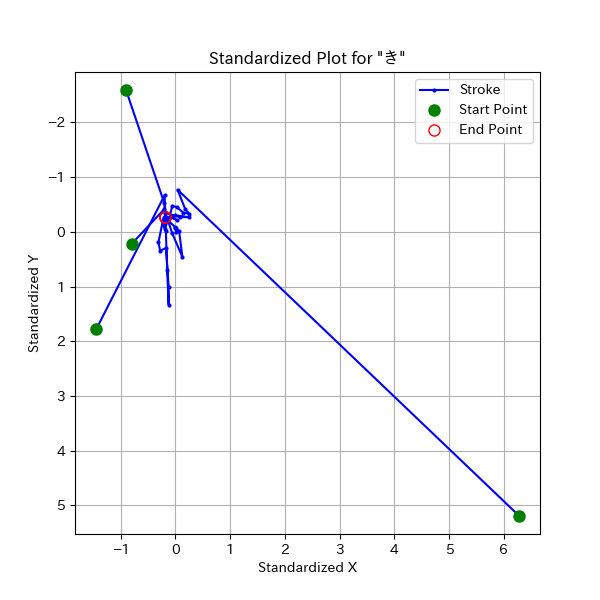 Standardized Plot for "き"
Stroke
Start Point
End Point
−2
−1
0
1
2
3
4
5
Standardized Y
−1 0 1 2 3 4 5 6
Standardized X